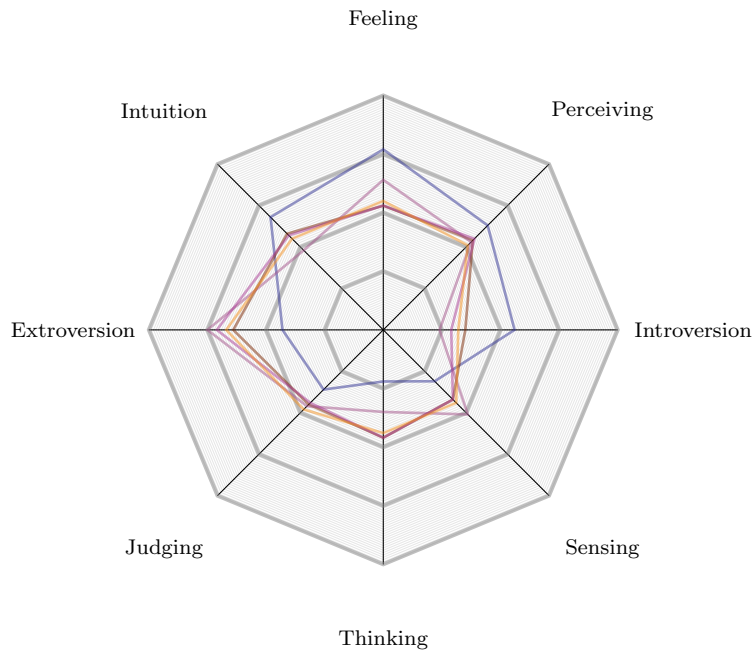 Feeling
Intuition
Perceiving
Extroversion
Introversion
Judging
Sensing
Thinking